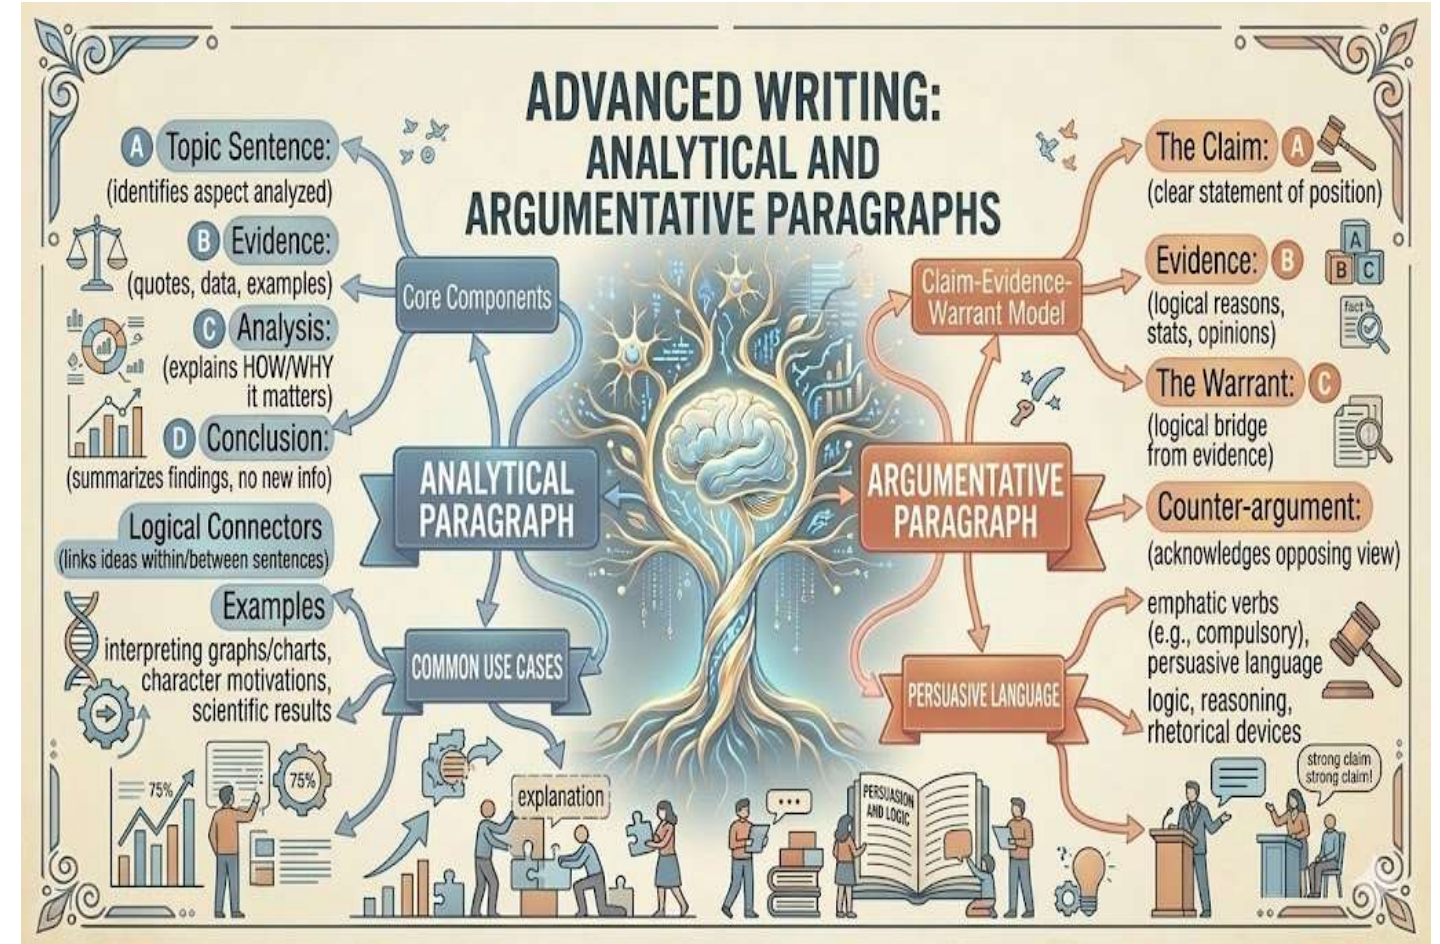 ADVANCED WRITING:
ANALYTICAL AND
ARGUMENTATIVE PARAGRAPHS
A Topic Sentence:
(identifies aspect analyzed)
B Evidence:
(quotes, data, examples)
C Analysis:
(explains HOW/WHY
it matters)
D Conclusion:
(summarizes findings, no new info)
Logical Connectors
(links ideas within/between sentences)
Examples
interpreting graphs/charts,
character motivations,
scientific results
Core Components
ANALYTICAL
PARAGRAPH
COMMON USE CASES
75%
75%
explanation
Claim-Evidence-
Warrant Model
ARGUMENTATIVE
PARAGRAPH
PERSUASIVE LANGUAGE
The Claim: A
(clear statement of position)
Evidence: B
(logical reasons,
stats, opinions)
A
B C
fact
The Warrant: C
(logical bridge
from evidence)
Counter-argument:
(acknowledges opposing view)
emphatic verbs
(e.g., compulsory),
persuasive language
logic, reasoning,
rhetorical devices
PERSUASION
AND LOGIC
strong claim
strong claim!